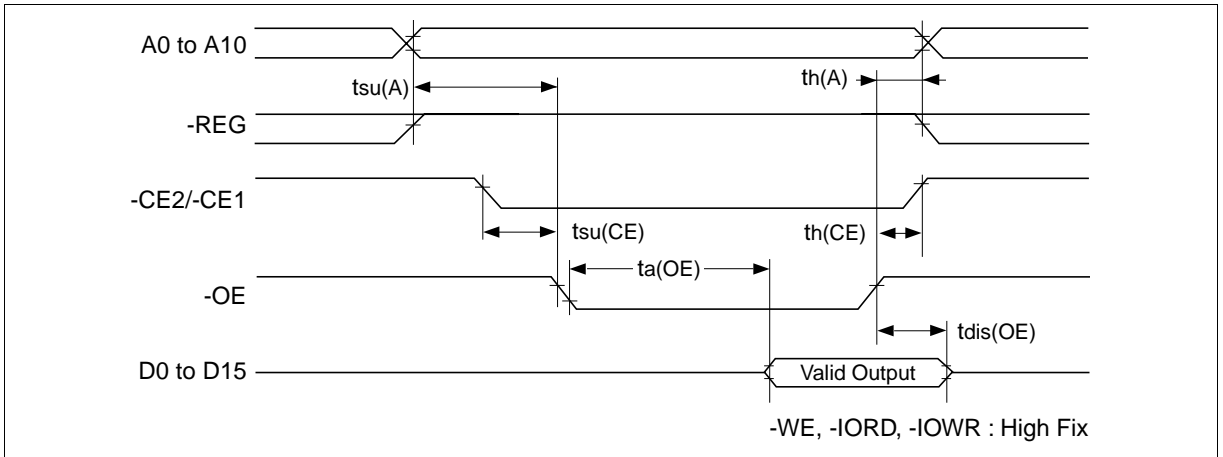 A0 to A10
tsu(A)
th(A)
-REG
-CE2/-CE1
tsu(CE)
th(CE)
ta(OE)
-OE
tdis(OE)
D0 to D15
Valid Output
-WE, -IORD, -IOWR : High Fix